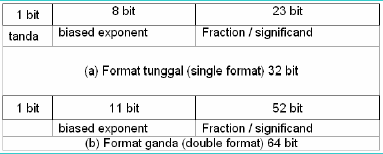 1 bit 8 bit 23 bit
tanda biased exponent Fraction / significand
(a) Format tunggal (single format) 32 bit
1 bit 11 bit 52 bit
biased exponent Fraction / significand
(b) Format ganda (double format) 64 bit